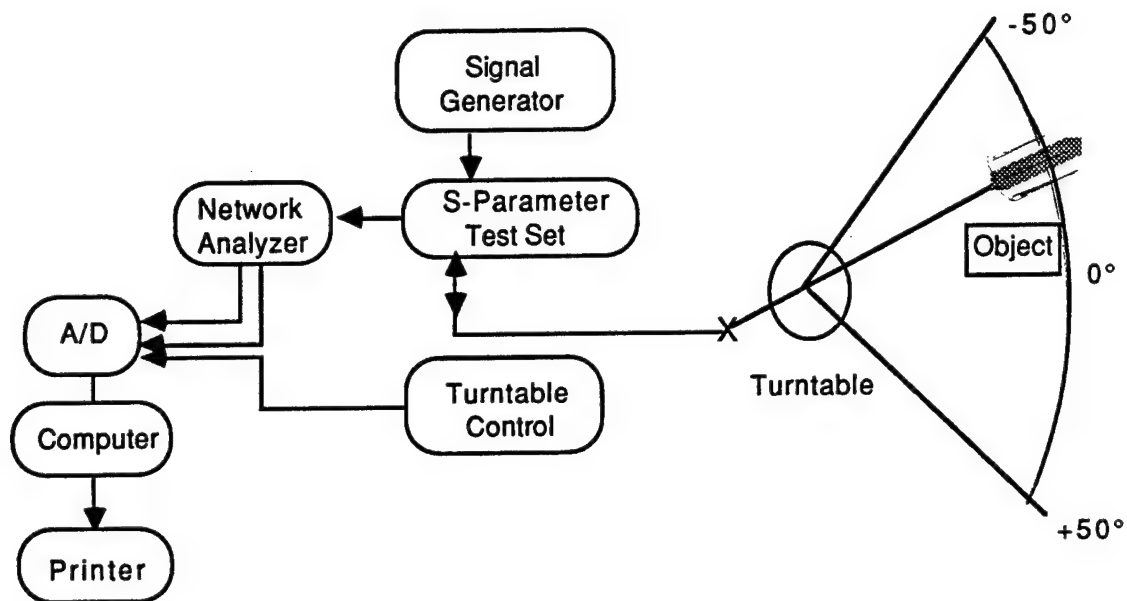 -50°
Signal
Generator
S-Parameter
Test Set
Network
Analyzer
Object
0°
A/D
Turntable
Turntable
Control
Computer
+50°
Printer
X